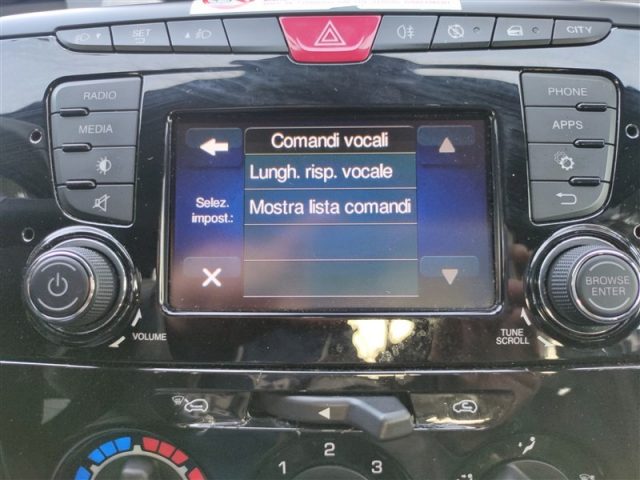 SET
CITY
RADIO
MEDIA
PHONE
APPS
Comandi vocali
Lungh. risp. vocale
Selez.
impost.:
Mostra lista comandi
BROWSE
ENTER
VOLUME
TUNE
SCROLL
1 2 3